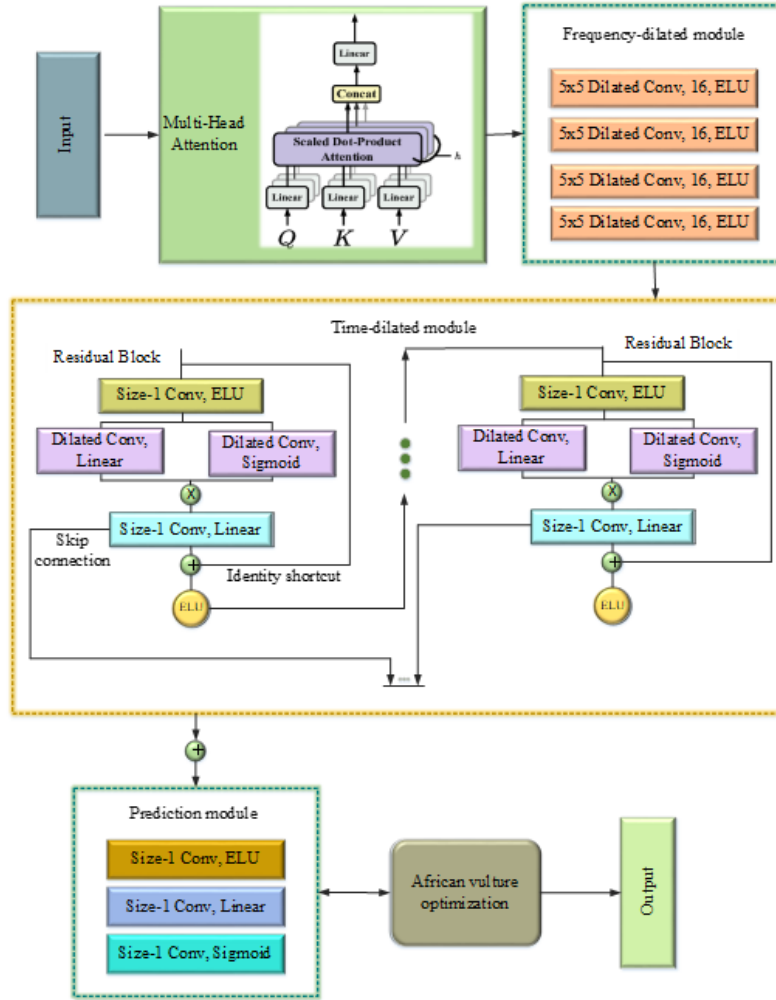 Input
Multi-Head
Attention
Linear
Concat
Scaled Dot-Product
Attention
h
Linear
Linear
Linear
Q
K
V
Frequency-dilated module
5x5 Dilated Conv, 16, ELU
5x5 Dilated Conv, 16, ELU
5x5 Dilated Conv, 16, ELU
5x5 Dilated Conv, 16, ELU
Time-dilated module
Residual Block
Size-1 Conv, ELU
Dilated Conv,
Linear
Dilated Conv,
Sigmoid
X
Size-1 Conv, Linear
Skip
connection
+
Identity shortcut
ELU
Residual Block
Size-1 Conv, ELU
Dilated Conv,
Linear
Dilated Conv,
Sigmoid
X
Size-1 Conv, Linear
+
ELU
...
+
Prediction module
Size-1 Conv, ELU
Size-1 Conv, Linear
Size-1 Conv, Sigmoid
African vulture
optimization
Output